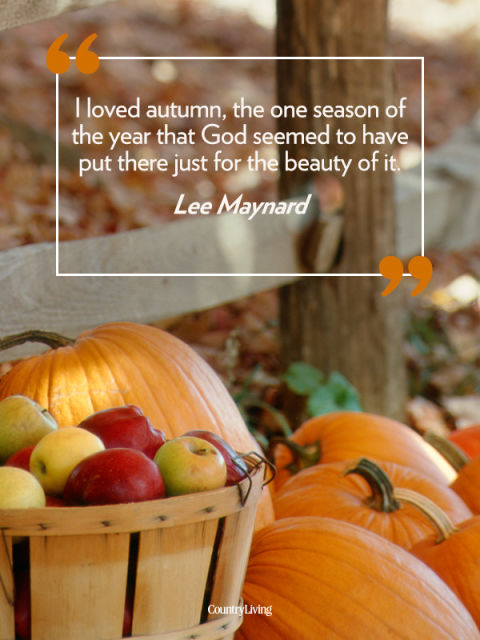 “
I loved autumn, the one season of
the year that God seemed to have
put there just for the beauty of it.
Lee Maynard
”
CountryLiving